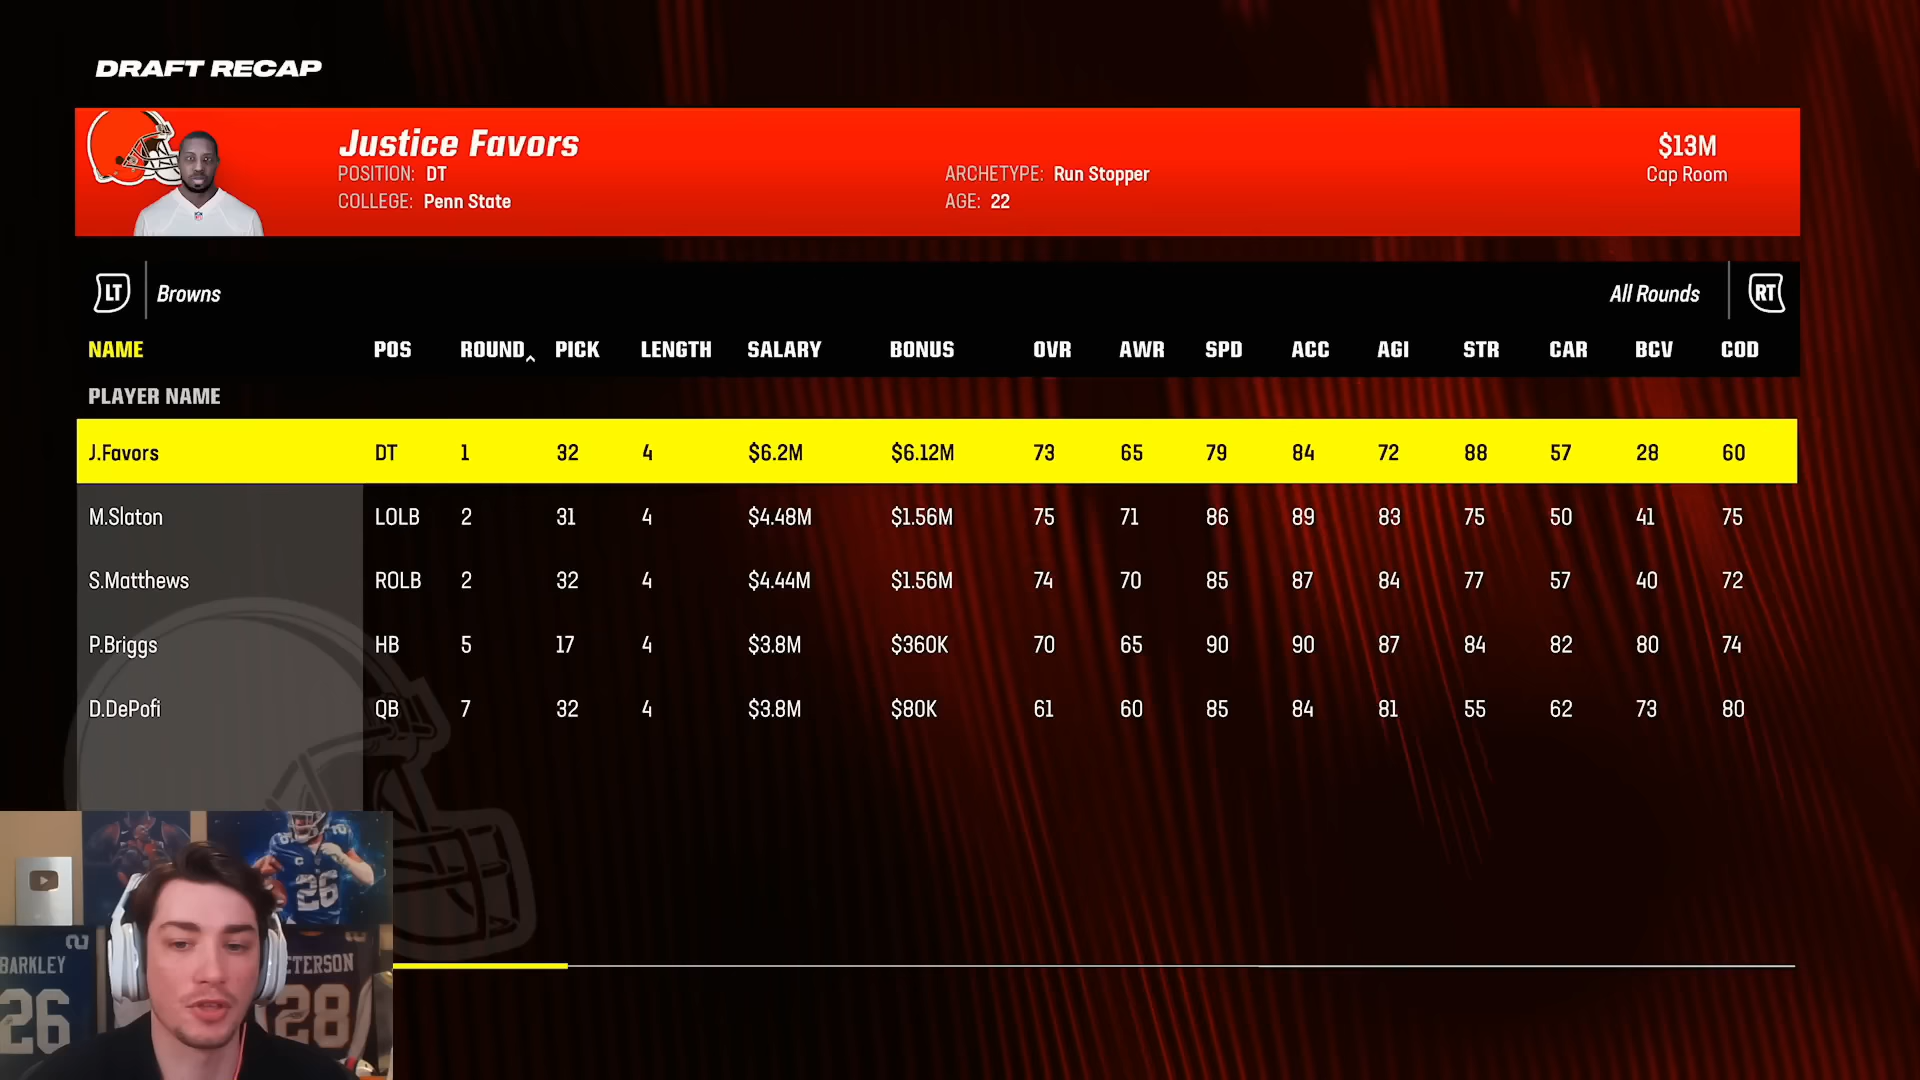 DRAFT RECAP
Justice Favors
POSITION: DT
COLLEGE: Penn State
ARCHETYPE: Run Stopper
AGE: 22
$13M
Cap Room
LT Browns All Rounds RT
NAME POS ROUND PICK LENGTH SALARY BONUS OVR AWR SPD ACC AGI STR CAR BCV COD
PLAYER NAME
J.Favors DT 1 32 4 $6.2M $6.12M 73 65 79 84 72 88 57 28 60
M.Slaton LOLB 2 31 4 $4.48M $1.56M 75 71 86 89 83 75 50 41 75
S.Matthews ROLB 2 32 4 $4.44M $1.56M 74 70 85 87 84 77 57 40 72
P.Briggs HB 5 17 4 $3.8M $360K 70 65 90 90 87 84 82 80 74
D.DePofi QB 7 32 4 $3.8M $80K 61 60 85 84 81 55 62 73 80
26
BARKLEY
26
ETERSON
28